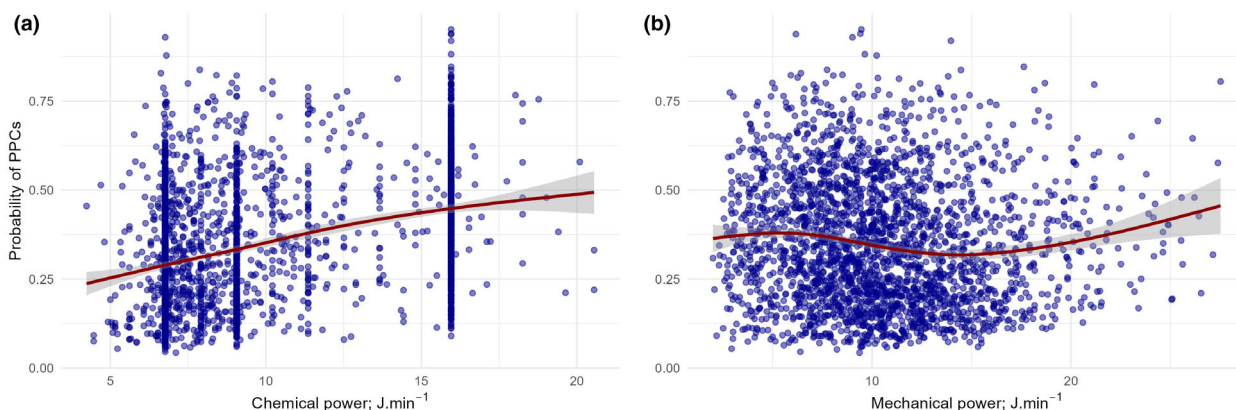 (a)
(b)
Probability of PPCs
0.75
0.50
0.25
0.00
5
10
15
20
Chemical power; J.min⁻¹
0.75
0.50
0.25
0.00
10
20
Mechanical power; J.min⁻¹